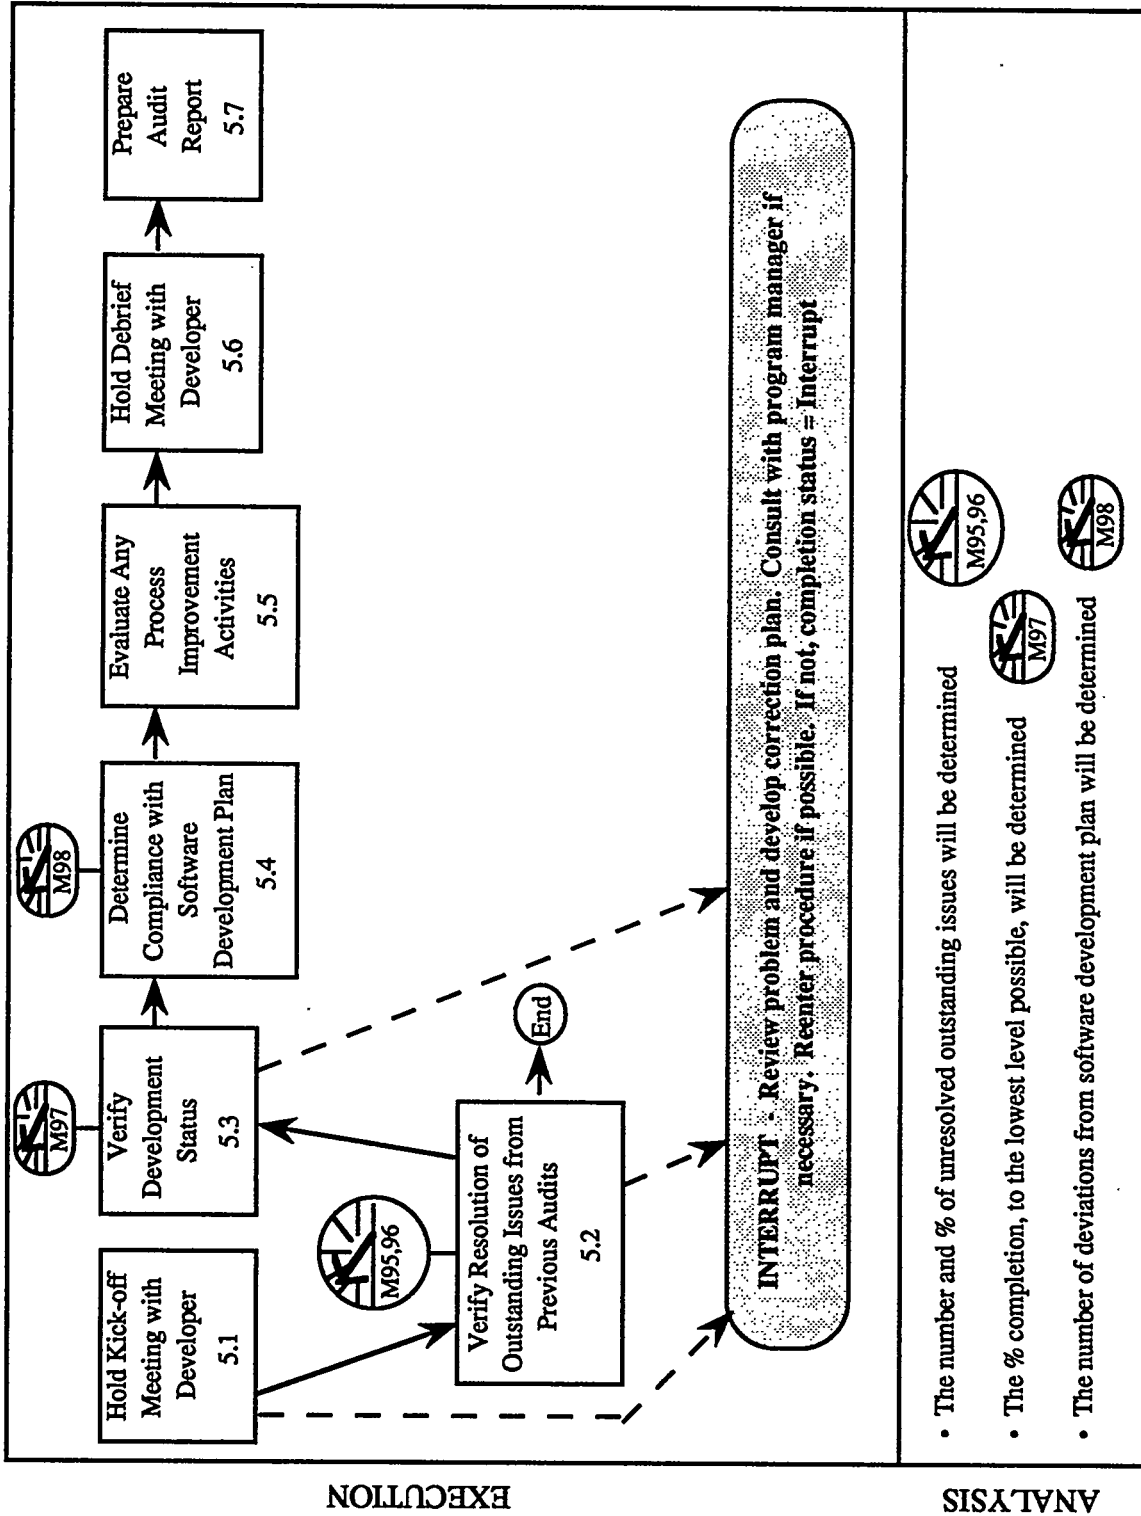 EXECUTION
Hold Kick-off
Meeting with
Developer
5.1
M97
Verify
Development
Status
5.3
M98
Determine
Compliance with
Software
Development Plan
5.4
Evaluate Any
Process
Improvement
Activities
5.5
Hold Debrief
Meeting with
Developer
5.6
Prepare
Audit
Report
5.7
M95,96
Verify Resolution of
Outstanding Issues from
Previous Audits
5.2
End
INTERRUPT - Review problem and develop correction plan. Consult with program manager if
necessary. Reenter procedure if possible. If not, completion status = Interrupt
ANALYSIS
• The number and % of unresolved outstanding issues will be determined
M95,96
• The % completion, to the lowest level possible, will be determined
M97
• The number of deviations from software development plan will be determined
M98